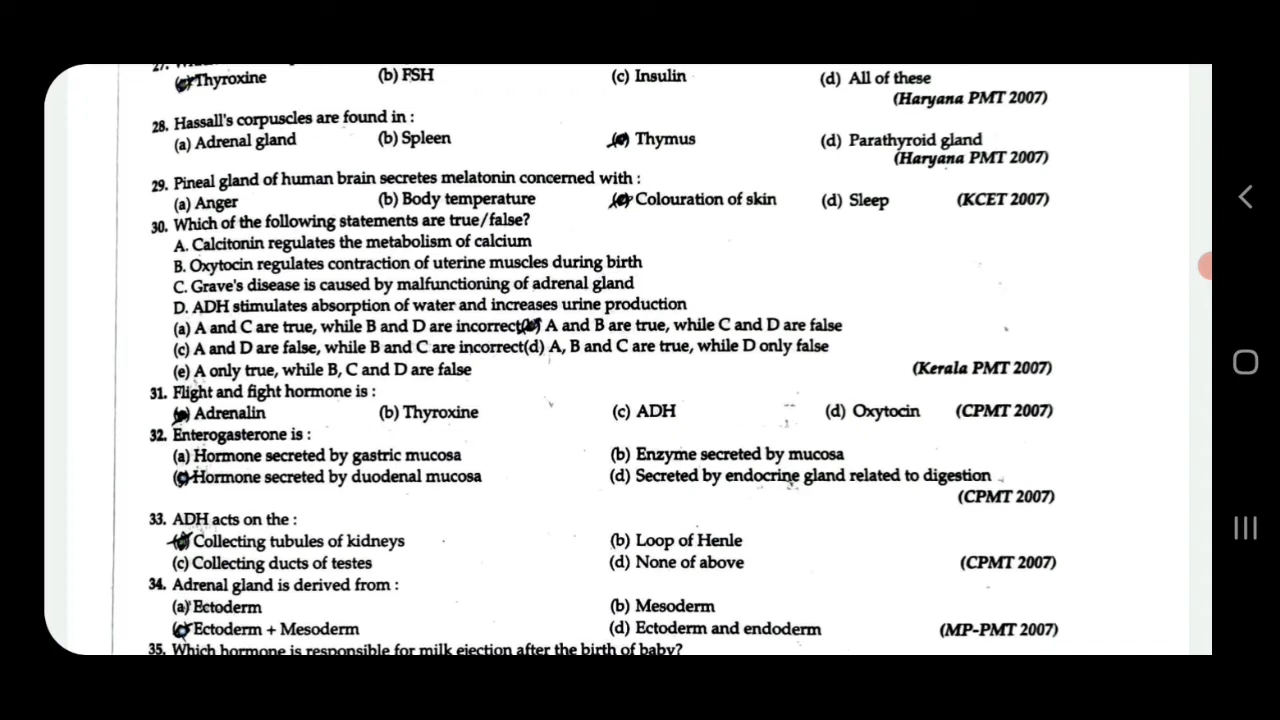 27.
Thyroxine (b) FSH (c) Insulin (d) All of these
(Haryana PMT 2007)
28. Hassall's corpuscles are found in :
(a) Adrenal gland (b) Spleen Thymus (d) Parathyroid gland
(Haryana PMT 2007)
29. Pineal gland of human brain secretes melatonin concerned with :
(a) Anger (b) Body temperature Colouration of skin (d) Sleep (KCET 2007)
30. Which of the following statements are true/false?
A. Calcitonin regulates the metabolism of calcium
B. Oxytocin regulates contraction of uterine muscles during birth
C. Grave's disease is caused by malfunctioning of adrenal gland
D. ADH stimulates absorption of water and increases urine production
(a) A and C are true, while B and D are incorrect A and B are true, while C and D are false
(c) A and D are false, while B and C are incorrect(d) A, B and C are true, while D only false
(e) A only true, while B, C and D are false (Kerala PMT 2007)
31. Flight and fight hormone is :
Adrenalin (b) Thyroxine (c) ADH (d) Oxytocin (CPMT 2007)
32. Enterogasterone is :
(a) Hormone secreted by gastric mucosa (b) Enzyme secreted by mucosa
Hormone secreted by duodenal mucosa (d) Secreted by endocrine gland related to digestion
(CPMT 2007)
33. ADH acts on the :
Collecting tubules of kidneys (b) Loop of Henle
(c) Collecting ducts of testes (d) None of above (CPMT 2007)
34. Adrenal gland is derived from :
(a) Ectoderm (b) Mesoderm
Ectoderm + Mesoderm (d) Ectoderm and endoderm (MP-PMT 2007)
35. Which hormone is responsible for milk ejection after the birth of baby?